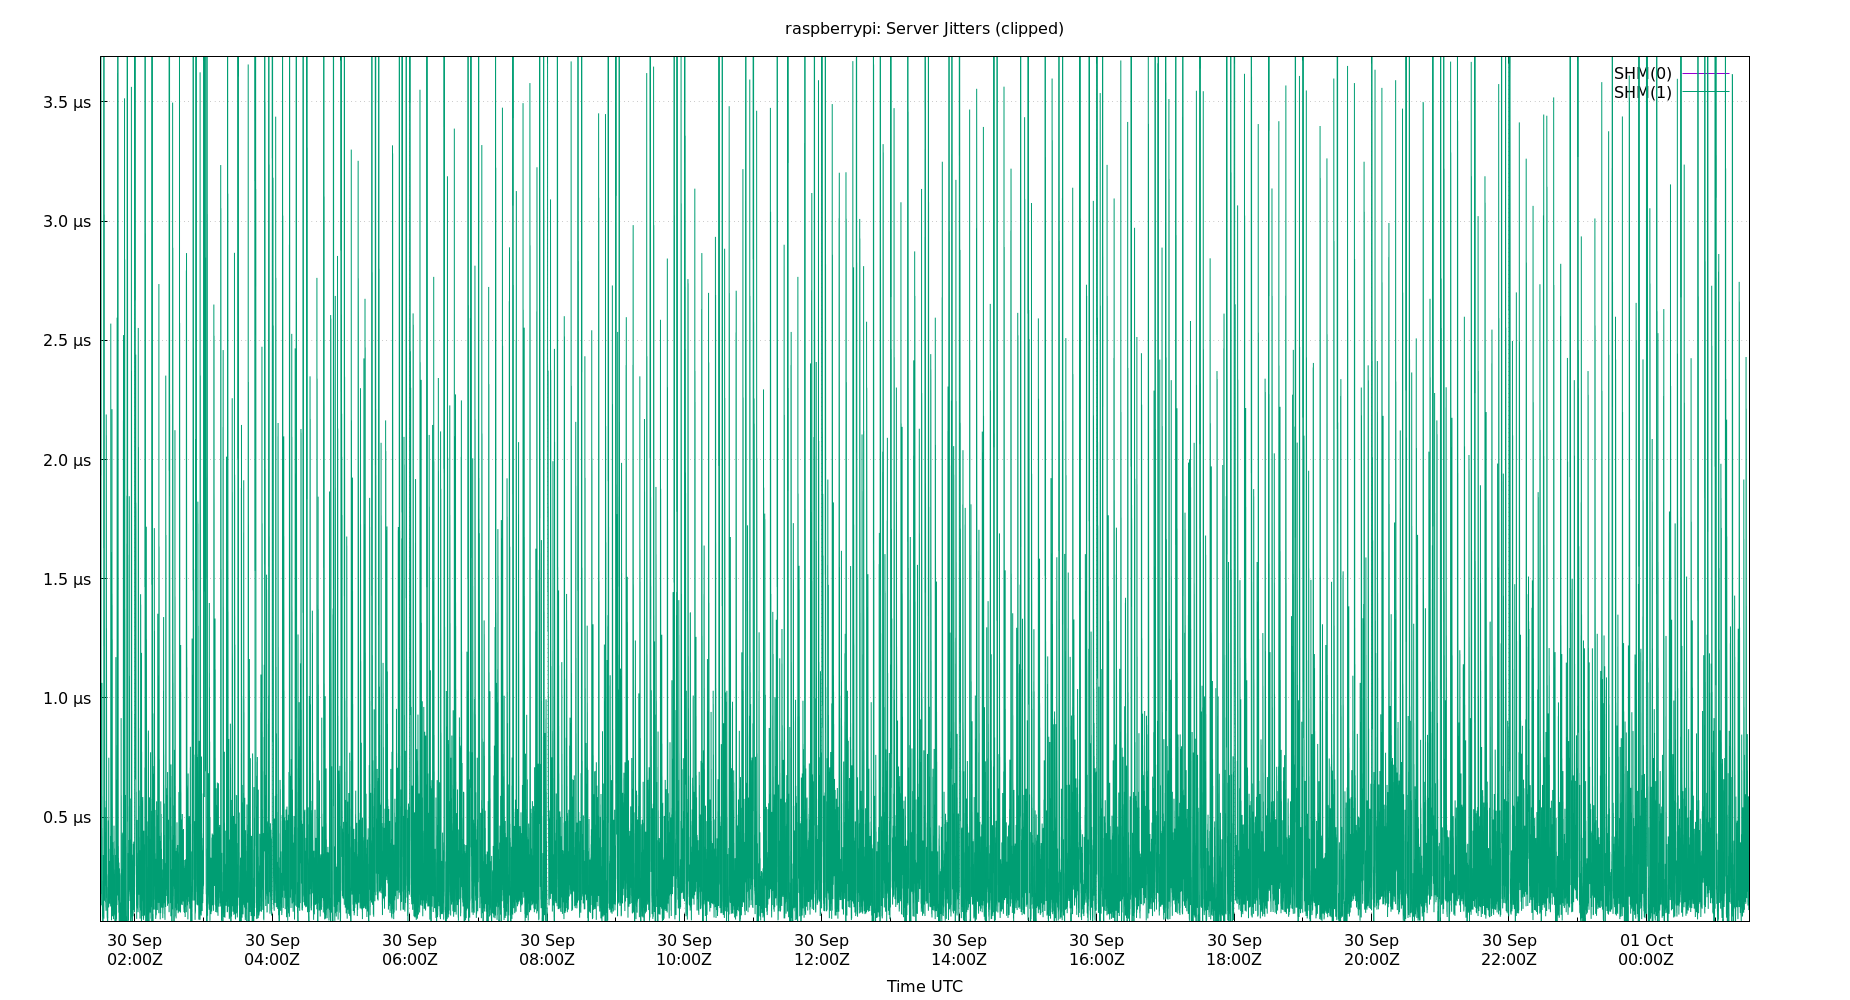 raspberrypi: Server Jitters (clipped)
SHM(0)
SHM(1)
3.5 µs
3.0 µs
2.5 µs
2.0 µs
1.5 µs
1.0 µs
0.5 µs
30 Sep 30 Sep 30 Sep 30 Sep 30 Sep 30 Sep 30 Sep 30 Sep 30 Sep 30 Sep 30 Sep 01 Oct
02:00Z 04:00Z 06:00Z 08:00Z 10:00Z 12:00Z 14:00Z 16:00Z 18:00Z 20:00Z 22:00Z 00:00Z
Time UTC